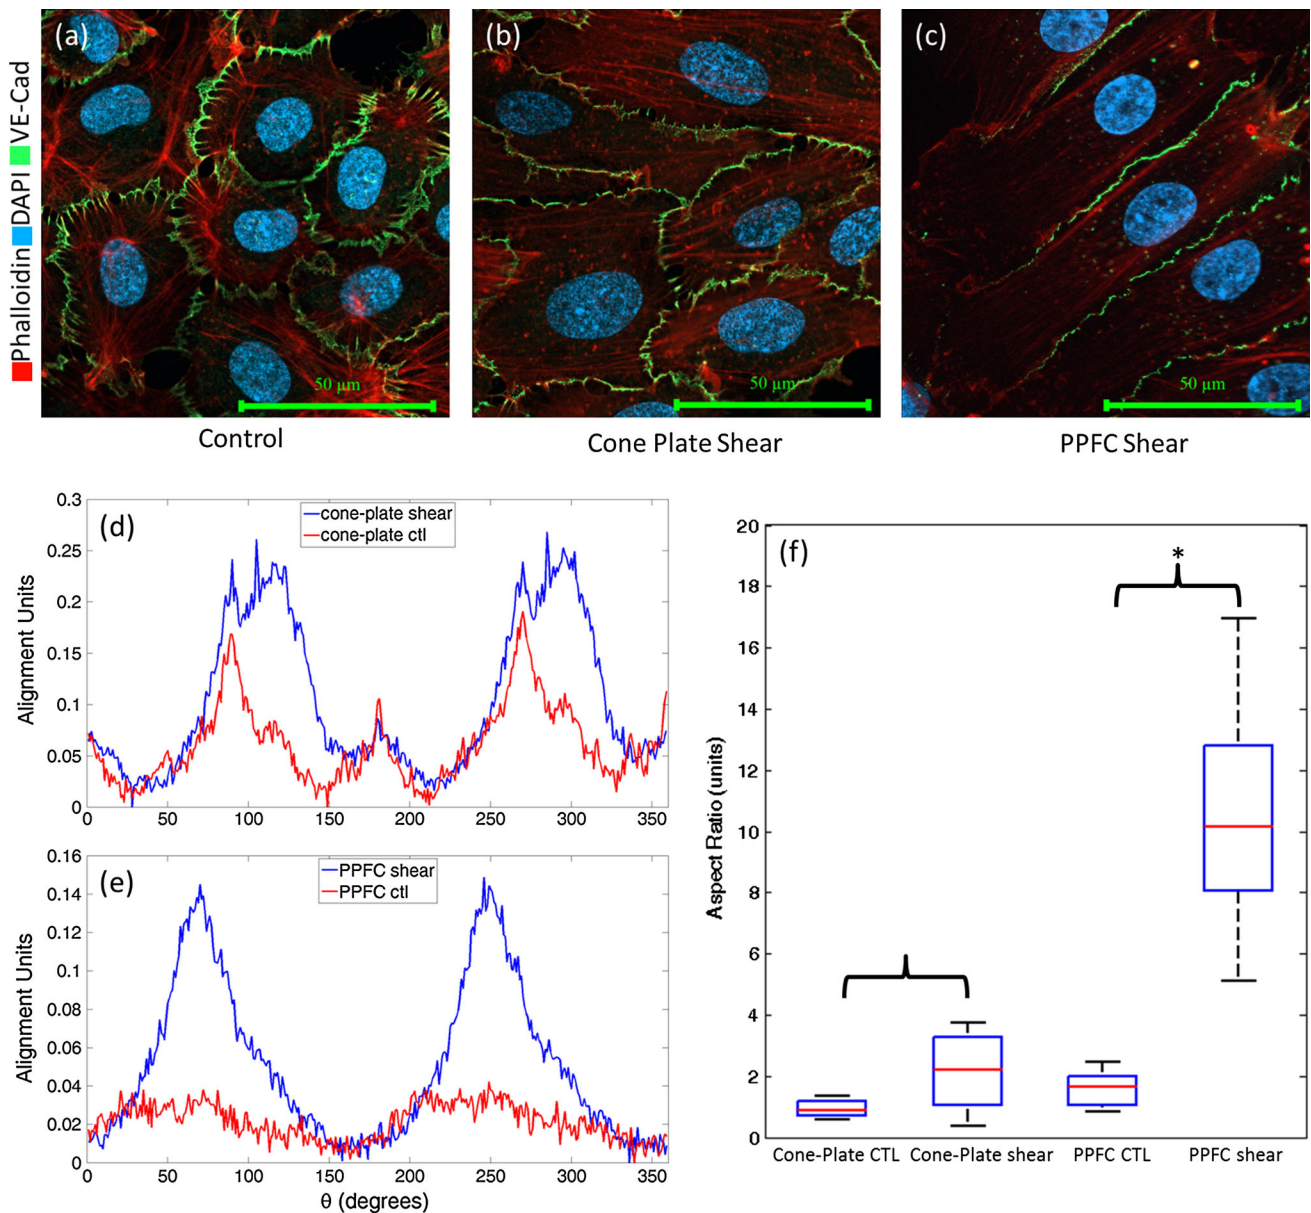 Phalloidin DAPI VE-Cad
(a)
50 µm
Control
(b)
50 µm
Cone Plate Shear
(c)
50 µm
PPFC Shear
(d)
cone-plate shear
cone-plate ctl
Alignment Units
0.3
0.25
0.2
0.15
0.1
0.05
0
0 50 100 150 200 250 300 350
(e)
PPFC shear
PPFC ctl
Alignment Units
0.16
0.14
0.12
0.1
0.08
0.06
0.04
0.02
0
0 50 100 150 200 250 300 350
θ (degrees)
(f)
*
Aspect Ratio (units)
20
18
16
14
12
10
8
6
4
2
0
Cone-Plate CTL Cone-Plate shear PPFC CTL PPFC shear